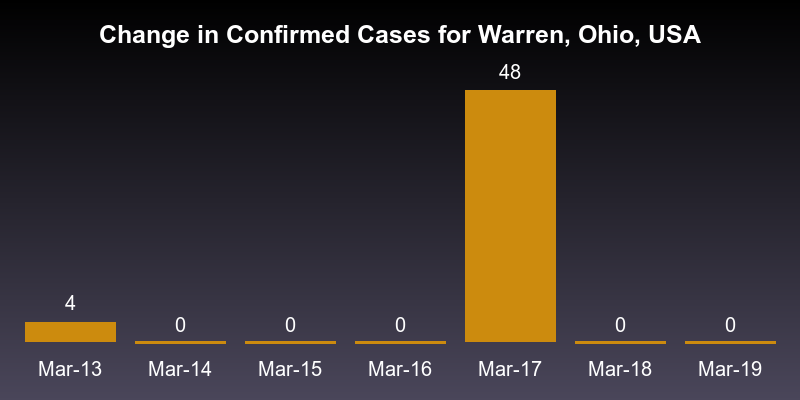 Change in Confirmed Cases for Warren, Ohio, USA
48
4
0
0
0
0
0
Mar-13
Mar-14
Mar-15
Mar-16
Mar-17
Mar-18
Mar-19